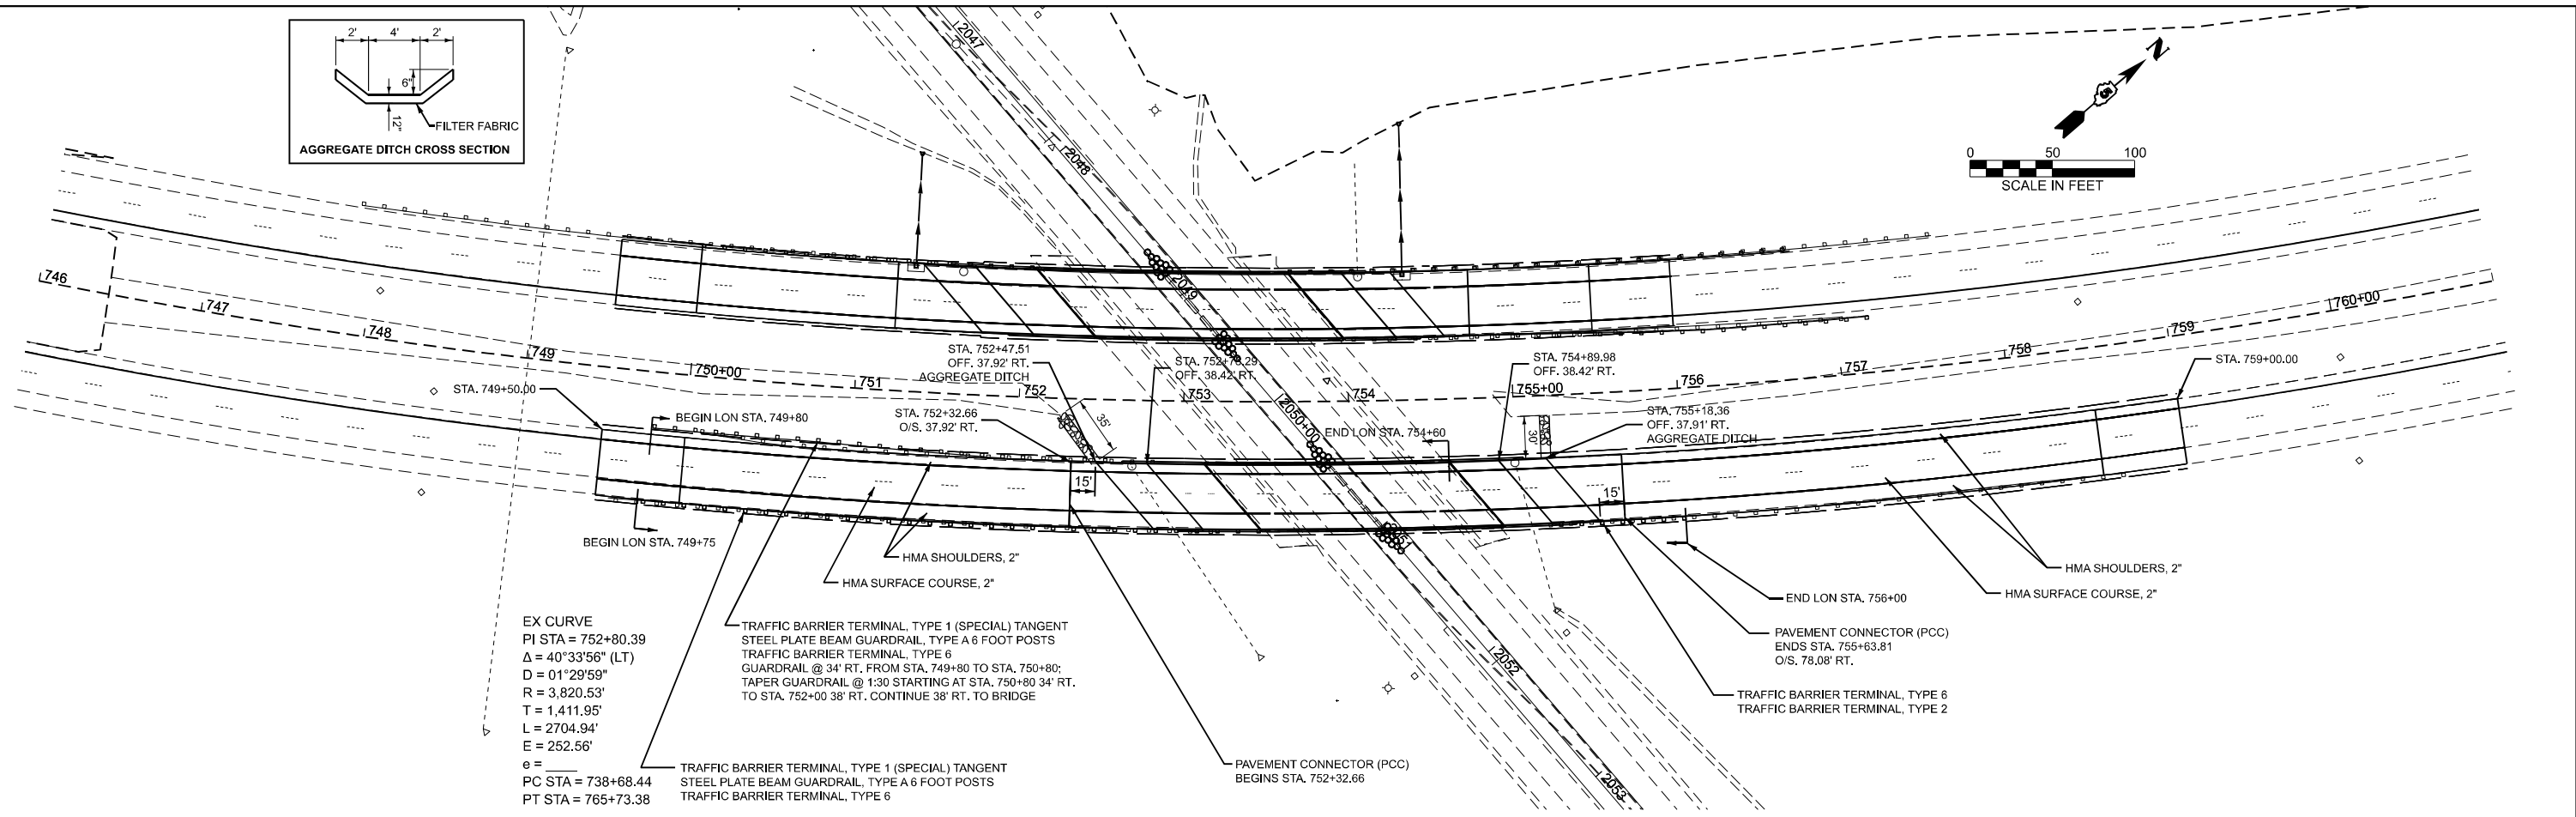 2' 4' 2'
6"
12"
FILTER FABRIC
AGGREGATE DITCH CROSS SECTION
N
0 50 100
SCALE IN FEET
2047
2048
2049
2050+00
2051
2052
2053
746
747
748
749
750+00
751
752
753
754
755+00
756
757
758
759
760+00
STA. 749+50.00
BEGIN LON STA. 749+80
BEGIN LON STA. 749+75
STA. 752+47.51
OFF. 37.92' RT.
AGGREGATE DITCH
STA. 752+32.66
O/S. 37.92' RT.
35'
15'
OFF. 38.42' RT.
END LON STA. 754+60
STA. 754+89.98
OFF. 38.42' RT.
30'
STA. 755+18.36
OFF. 37.91' RT.
AGGREGATE DITCH
15'
STA. 759+00.00
HMA SHOULDERS, 2"
HMA SURFACE COURSE, 2"
HMA SHOULDERS, 2"
HMA SURFACE COURSE, 2"
END LON STA. 756+00
PAVEMENT CONNECTOR (PCC)
ENDS STA. 755+63.81
O/S. 78.08' RT.
TRAFFIC BARRIER TERMINAL, TYPE 6
TRAFFIC BARRIER TERMINAL, TYPE 2
PAVEMENT CONNECTOR (PCC)
BEGINS STA. 752+32.66
TRAFFIC BARRIER TERMINAL, TYPE 1 (SPECIAL) TANGENT
STEEL PLATE BEAM GUARDRAIL, TYPE A 6 FOOT POSTS
TRAFFIC BARRIER TERMINAL, TYPE 6
GUARDRAIL @ 34' RT. FROM STA. 749+80 TO STA. 750+80;
TAPER GUARDRAIL @ 1:30 STARTING AT STA. 750+80 34' RT.
TO STA. 752+00 38' RT. CONTINUE 38' RT. TO BRIDGE
TRAFFIC BARRIER TERMINAL, TYPE 1 (SPECIAL) TANGENT
STEEL PLATE BEAM GUARDRAIL, TYPE A 6 FOOT POSTS
TRAFFIC BARRIER TERMINAL, TYPE 6
EX CURVE
PI STA = 752+80.39
Δ = 40°33'56" (LT)
D = 01°29'59"
R = 3,820.53'
T = 1,411.95'
L = 2704.94'
E = 252.56'
e = ____
PC STA = 738+68.44
PT STA = 765+73.38